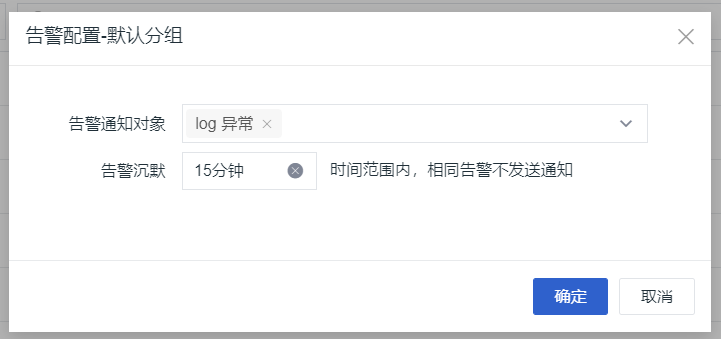 告警配置-默认分组
告警通知对象 log 异常
告警沉默 15分钟 时间范围内，相同告警不发送通知
确定 取消